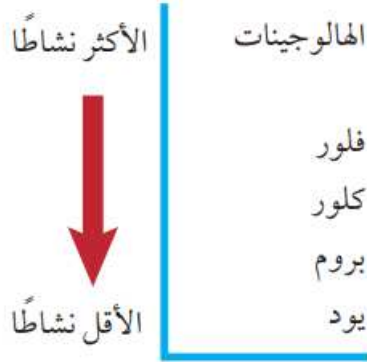 الهالوجينات
فلور
كلور
بروم
يود
الأكثر نشاطًا
الأقل نشاطًا